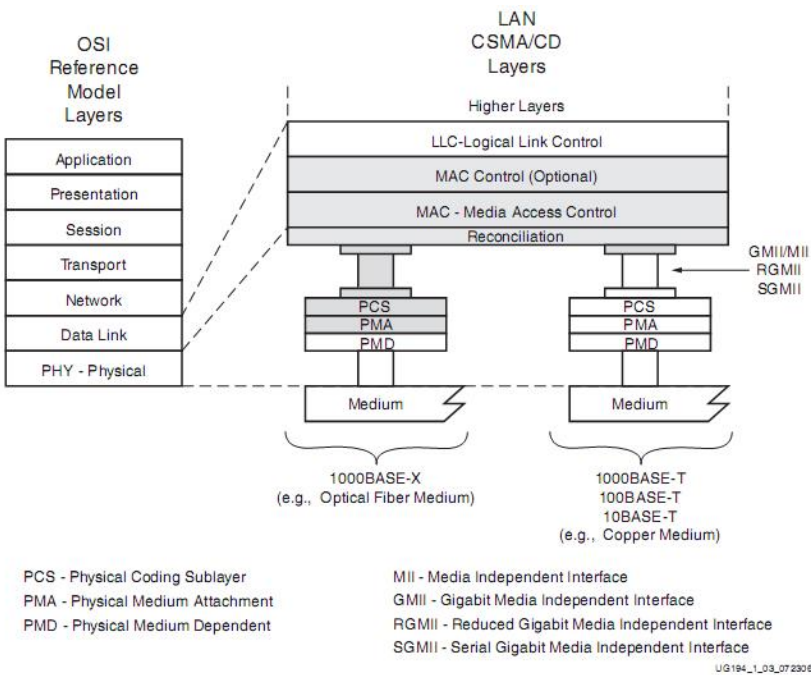 OSI
Reference
Model
Layers
LAN
CSMA/CD
Layers
Higher Layers
Application
Presentation
Session
Transport
Network
Data Link
PHY - Physical
LLC-Logical Link Control
MAC Control (Optional)
MAC - Media Access Control
Reconciliation
GMII/MII
RGMII
SGMII
PCS
PMA
PMD
PCS
PMA
PMD
Medium
Medium
1000BASE-X
(e.g., Optical Fiber Medium)
1000BASE-T
100BASE-T
10BASE-T
(e.g., Copper Medium)
PCS - Physical Coding Sublayer
PMA - Physical Medium Attachment
PMD - Physical Medium Dependent
MII - Media Independent Interface
GMII - Gigabit Media Independent Interface
RGMII - Reduced Gigabit Media Independent Interface
SGMII - Serial Gigabit Media Independent Interface
UG194_1_03_072306